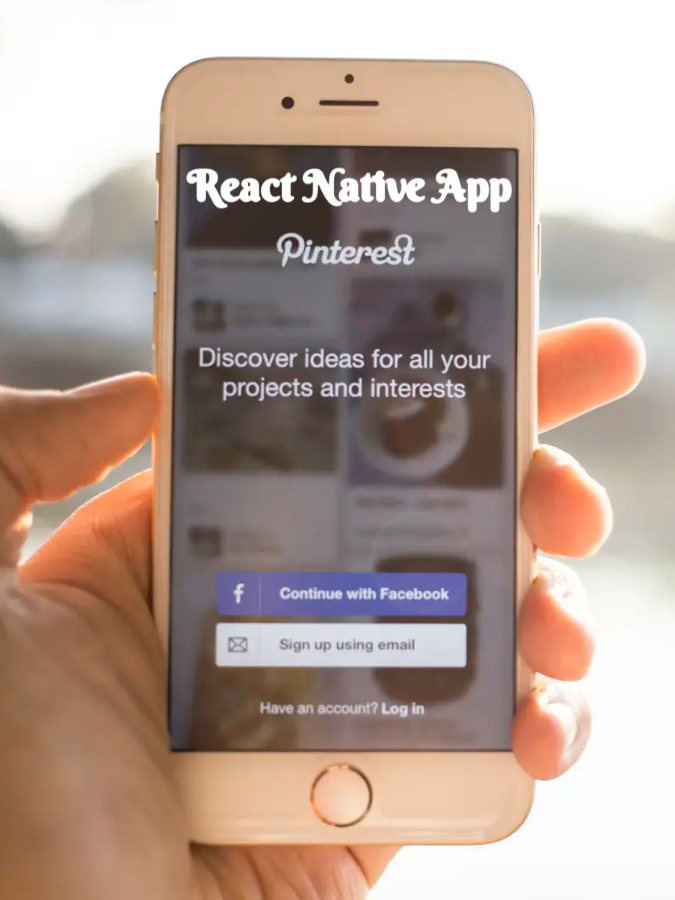 React Native App
Pinterest
Discover ideas for all your
projects and interests
f Continue with Facebook
Sign up using email
Have an account? Log in